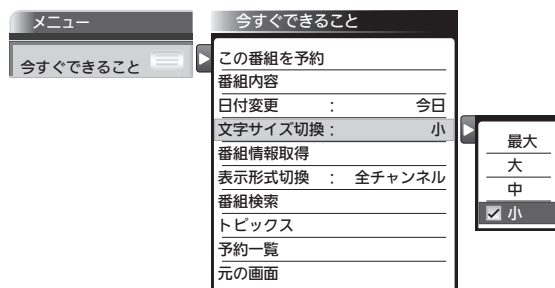 メニュー
今すぐできること
今すぐできること
この番組を予約
番組内容
日付変更 : 今日
文字サイズ切換 : 小
番組情報取得
表示形式切換 : 全チャンネル
番組検索
トピックス
予約一覧
元の画面
最大
大
中
小